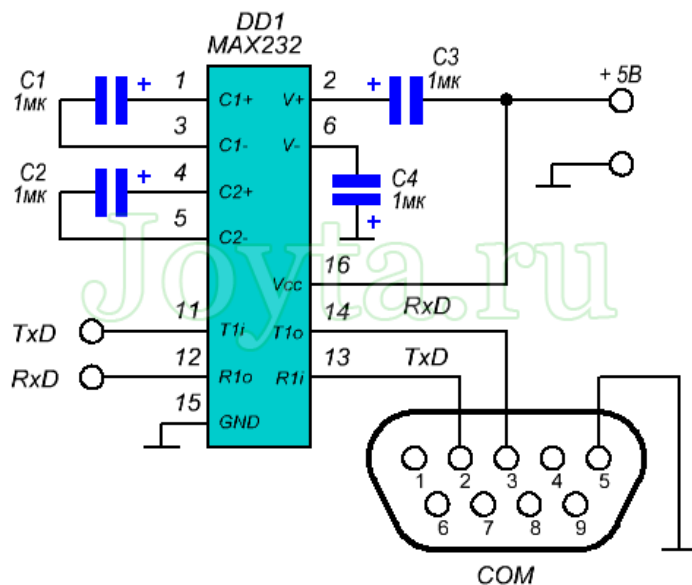 DD1
MAX232
C1
1мк
1
+
C1+
V+
2
+
C3
1мк
+ 5В
3
C1-
V-
6
C2
1мк
4
+
C2+
C4
1мк
+
5
C2-
Vcc
16
Joyta.ru
RxD
TxD
11
T1i
T1o
14
TxD
RxD
12
R1o
R1i
13
15
GND
1
2
3
4
5
6
7
8
9
COM